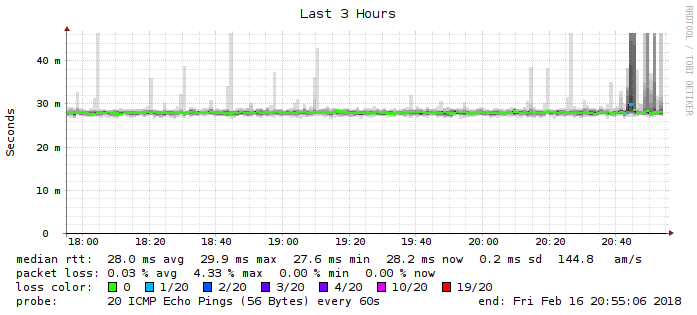 Last 3 Hours
RRDTOOL / TOBI OETIKER
Seconds
40 m
30 m
20 m
10 m
0
18:00 18:20 18:40 19:00 19:20 19:40 20:00 20:20 20:40
median rtt: 28.0 ms avg 29.9 ms max 27.6 ms min 28.2 ms now 0.2 ms sd 144.8 am/s
packet loss: 0.03 % avg 4.33 % max 0.00 % min 0.00 % now
loss color: 0 1/20 2/20 3/20 4/20 10/20 19/20
probe: 20 ICMP Echo Pings (56 Bytes) every 60s end: Fri Feb 16 20:55:06 2018